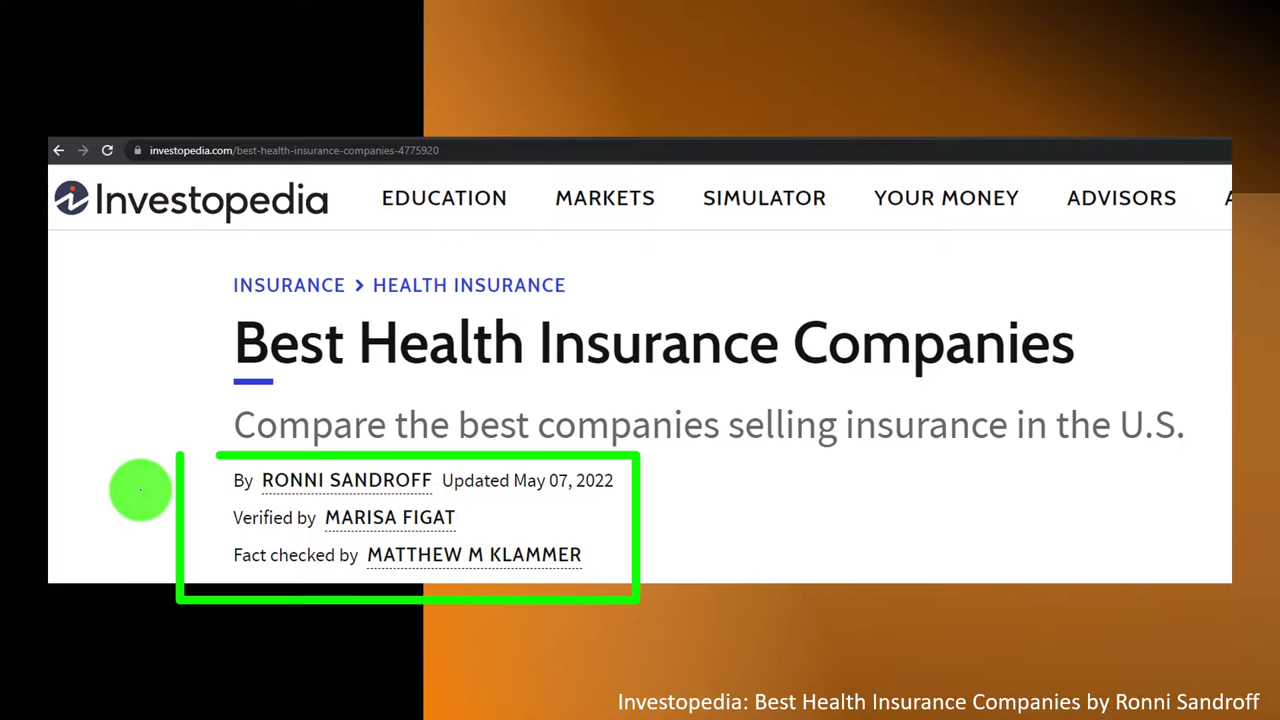 investopedia.com/best-health-insurance-companies-4775920
Investopedia EDUCATION MARKETS SIMULATOR YOUR MONEY ADVISORS
INSURANCE > HEALTH INSURANCE
Best Health Insurance Companies
Compare the best companies selling insurance in the U.S.
By RONNI SANDROFF Updated May 07, 2022
Verified by MARISA FIGAT
Fact checked by MATTHEW M KLAMMER
Investopedia: Best Health Insurance Companies by Ronni Sandroff